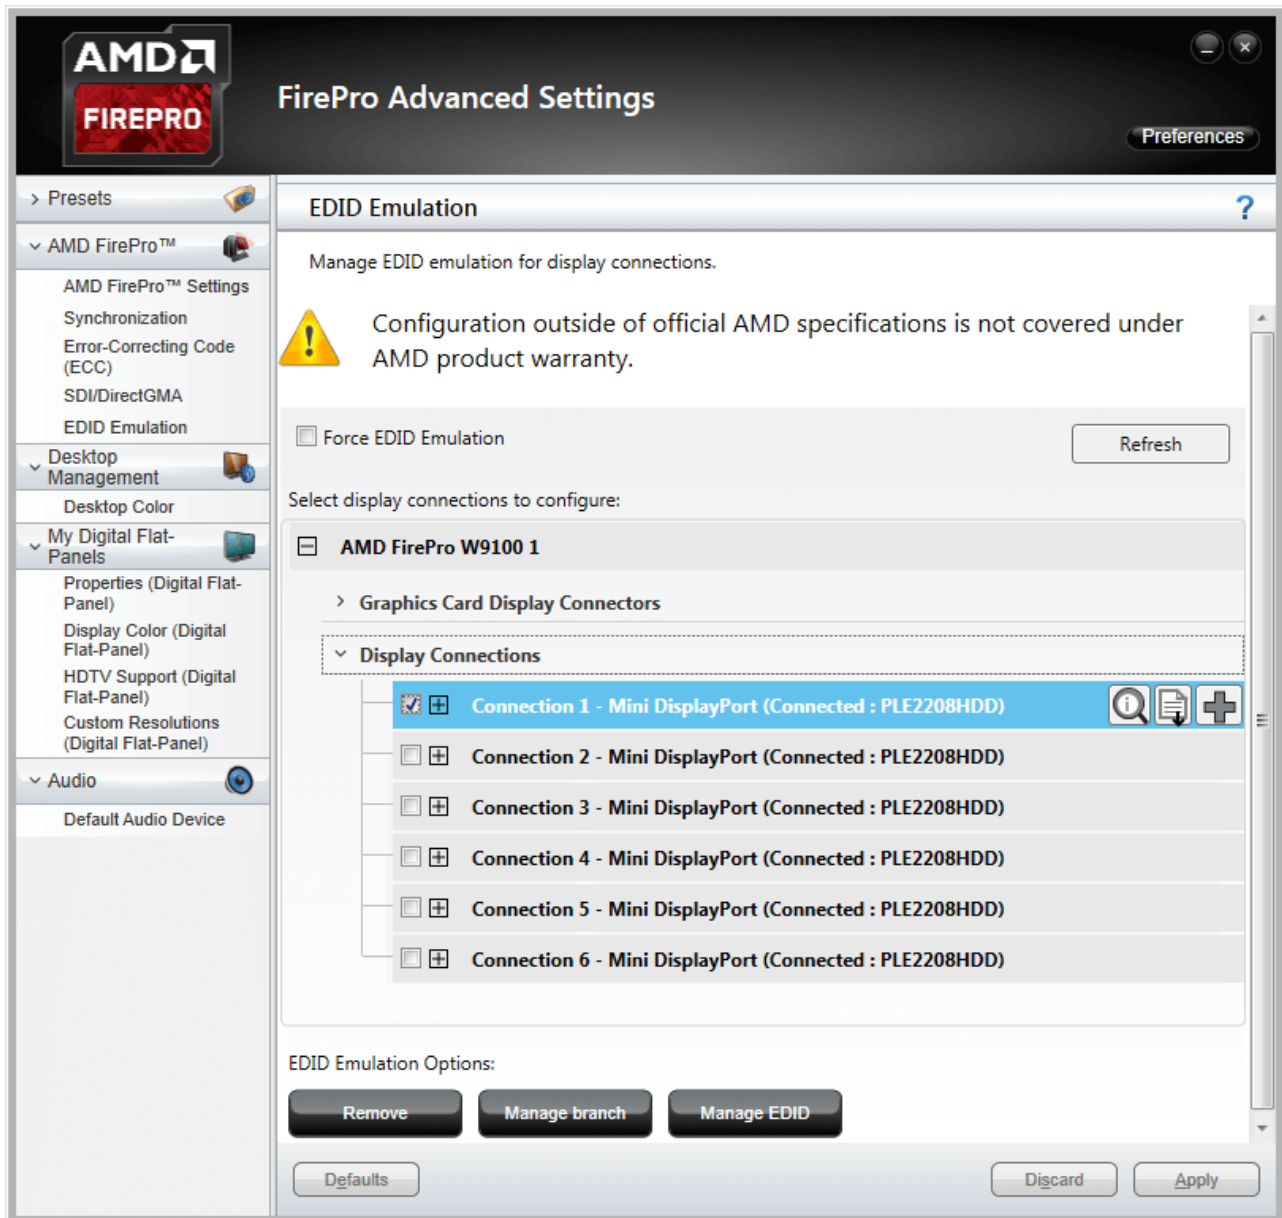 AMD
FIREPRO
FirePro Advanced Settings
Preferences
Presets
AMD FirePro™
AMD FirePro™ Settings
Synchronization
Error-Correcting Code
(ECC)
SDI/DirectGMA
EDID Emulation
Desktop
Management
Desktop Color
My Digital Flat-
Panels
Properties (Digital Flat-
Panel)
Display Color (Digital
Flat-Panel)
HDTV Support (Digital
Flat-Panel)
Custom Resolutions
(Digital Flat-Panel)
Audio
Default Audio Device
EDID Emulation
?
Manage EDID emulation for display connections.
Configuration outside of official AMD specifications is not covered under
AMD product warranty.
Force EDID Emulation
Refresh
Select display connections to configure:
AMD FirePro W9100 1
Graphics Card Display Connectors
Display Connections
Connection 1 - Mini DisplayPort (Connected : PLE2208HDD)
Connection 2 - Mini DisplayPort (Connected : PLE2208HDD)
Connection 3 - Mini DisplayPort (Connected : PLE2208HDD)
Connection 4 - Mini DisplayPort (Connected : PLE2208HDD)
Connection 5 - Mini DisplayPort (Connected : PLE2208HDD)
Connection 6 - Mini DisplayPort (Connected : PLE2208HDD)
EDID Emulation Options:
Remove
Manage branch
Manage EDID
Defaults
Discard
Apply